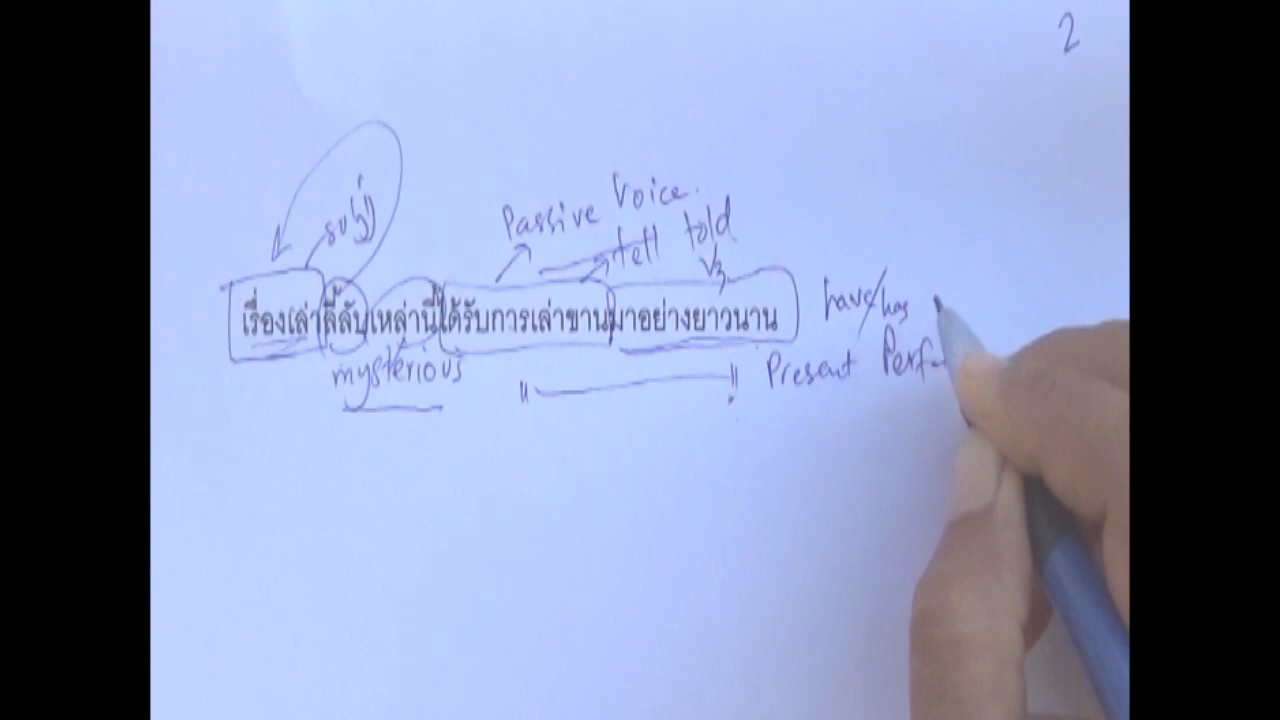 2
subj
Passive Voice.
tell told
V3
เรื่องเล่าลี้ลับเหล่านี้ได้รับการเล่าขานมาอย่างยาวนาน
have/has
mysterious
Present